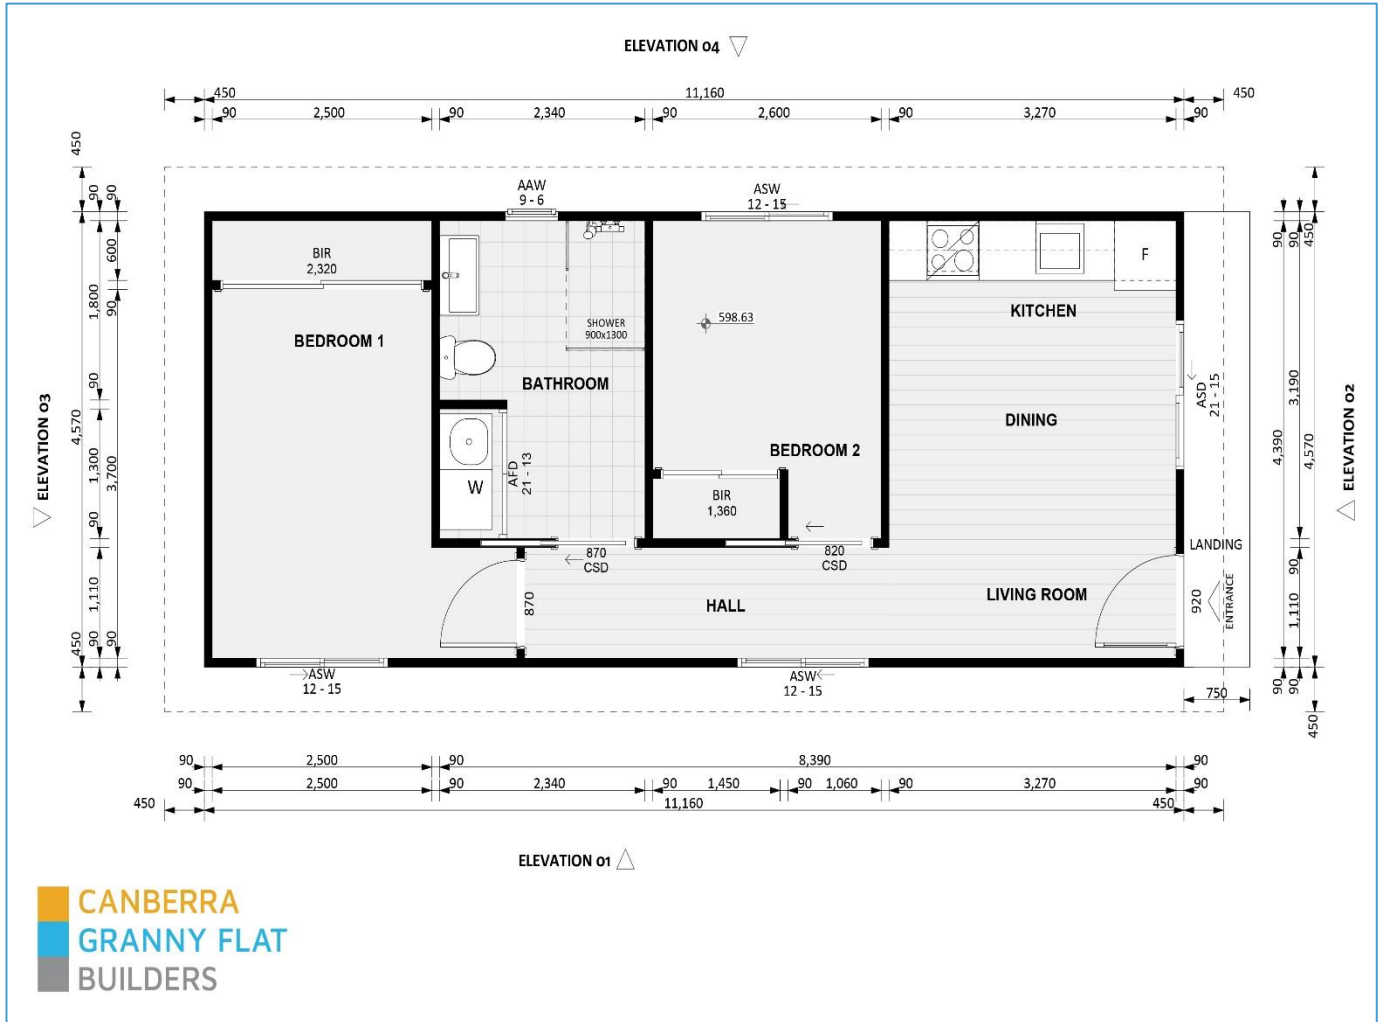 ELEVATION 04
450 11,160 450
90 2,500 90 2,340 90 2,600 90 3,270 90
450
90 90
600
1,800
90
90
1,300
3,700
4,570
90
1,110
90 90
450
ELEVATION 03
AAW
9 - 6
ASW
12 - 15
BIR
2,320
BEDROOM 1
SHOWER
900x1300
BATHROOM
598.63
BEDROOM 2
BIR
1,360
F
KITCHEN
DINING
LIVING ROOM
HALL
W
AFD
21 - 13
870
CSD
820
CSD
870
ASD
21 - 15
LANDING
920
ENTRANCE
ASW
12 - 15
ASW
12 - 15
450
90 90
3,190
4,390
4,570
90
1,110
90 90
450
750
ELEVATION 02
90 2,500 90 8,390 90
90 2,500 90 2,340 90 1,450 90 1,060 90 3,270 90
450 11,160 450
ELEVATION 01
CANBERRA
GRANNY FLAT
BUILDERS